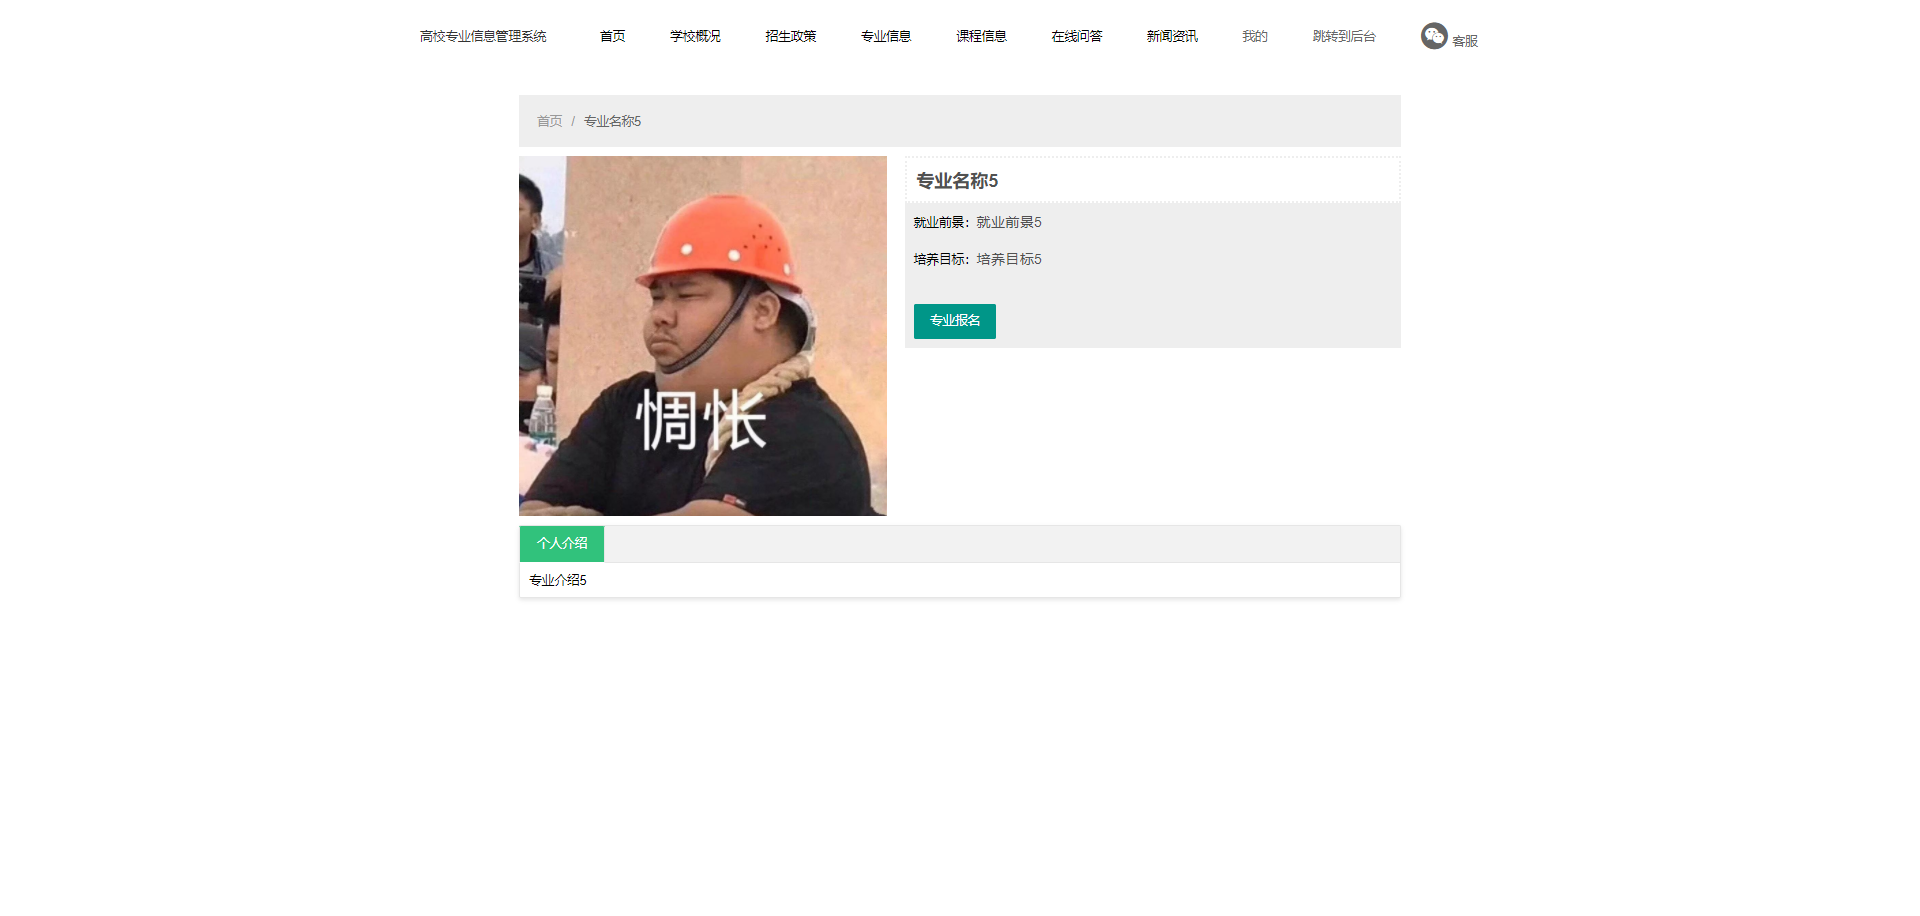 高校专业信息管理系统 首页 学校概况 招生政策 专业信息 课程信息 在线问答 新闻资讯 我的 跳转到后台 客服
首页 / 专业名称5
专业名称5
就业前景：就业前景5
培养目标：培养目标5
专业报名
惆怅
个人介绍
专业介绍5